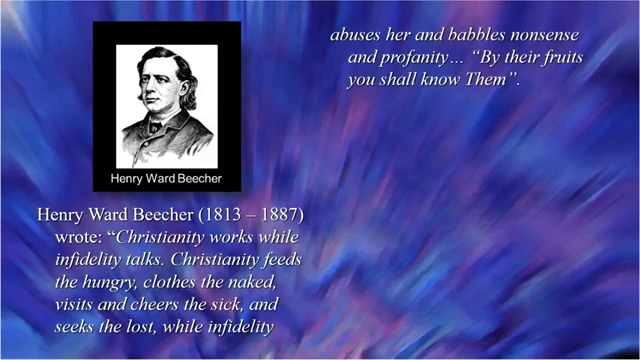 Henry Ward Beecher
Henry Ward Beecher (1813 – 1887)
wrote: “Christianity works while
infidelity talks. Christianity feeds
the hungry, clothes the naked,
visits and cheers the sick, and
seeks the lost, while infidelity
abuses her and babbles nonsense
and profanity… “By their fruits
you shall know Them”.